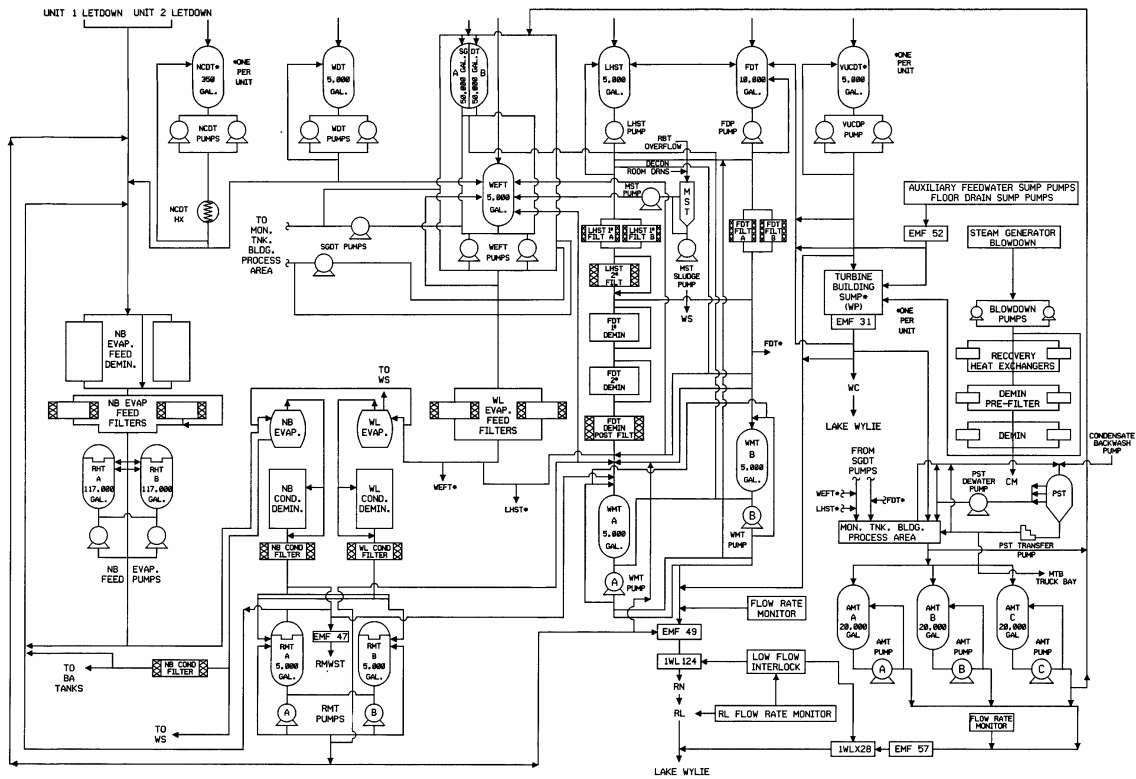 UNIT 1 LETDOWN UNIT 2 LETDOWN
NCDT*
350
GAL.
*ONE
PER
UNIT
WDT
5,000
GAL.
SG DT
A
B
50,000 GAL.
50,000 GAL.
LHST
5,000
GAL.
FDT
10,000
GAL.
VUCDT*
5,000
GAL.
*ONE
PER
UNIT
NCDT
PUMPS
WDT
PUMPS
LHST
PUMP
FDP PUMP
VUCDP
PUMP
RBT
OVERFLOW
DECON
ROOM DRNS
WEFT
5,000
GAL.
MST
PUMP
MST
AUXILIARY FEEDWATER SUMP PUMPS
FLOOR DRAIN SUMP PUMPS
NCDT
HX
TO
MON.
TNK.
BLDG.
PROCESS
AREA
SGDT PUMPS
WEFT
PUMPS
LHST 1°
FILT A
LHST 1°
FILT B
FDT
FILT
A
FDT
FILT
B
EMF 52
STEAM GENERATOR
BLOWDOWN
LHST
2°
FILT
MST
SLUDGE
PUMP
WS
TURBINE
BUILDING
SUMP*
(WP)
EMF 31
*ONE
PER
UNIT
BLOWDOWN
PUMPS
NB
EVAP.
FEED
DEMIN.
FDT
1°
DEMIN
FDT*
RECOVERY
HEAT EXCHANGERS
FDT
2°
DEMIN
WC
DEMIN
PRE-FILTER
TO
WS
NB EVAP
FEED
FILTERS
NB
EVAP.
WL
EVAP.
WL
EVAP.
FEED
FILTERS
FDT
DEMIN
POST FILT
LAKE WYLIE
DEMIN
CONDENSATE
BACKWASH
PUMP
RHT
A
117,000
GAL.
RHT
B
117,000
GAL.
NB
COND.
DEMIN.
WL
COND
DEMIN.
WEFT*
LHST*
WMT
B
5,000
GAL.
FROM
SGDT
PUMPS
WEFT*
LHST*
FDT*
PST
DEWATER
PUMP
CM
PST
NB COND
FILTER
WL COND
FILTER
WMT
A
5,000
GAL.
B
WMT
PUMP
MON. TNK. BLDG.
PROCESS AREA
PST TRANSFER
PUMP
NB EVAP.
FEED PUMPS
A
WMT
PUMP
MTB
TRUCK BAY
FLOW RATE
MONITOR
AMT
A
20,000
GAL
AMT
B
20,000
GAL
AMT
C
20,000
GAL
RMT
A
5,000
GAL.
EMF 47
RMWST
RMT
B
5,000
GAL.
EMF 49
AMT
PUMP
AMT
PUMP
AMT
PUMP
TO
BA
TANKS
NB COND
FILTER
1WL124
LOW FLOW
INTERLOCK
C A
B
C
RN
A
RMT
PUMPS
B
RL
RL FLOW RATE MONITOR
TO
WS
FLOW RATE
MONITOR
1WLX28
EMF 57
LAKE WYLIE